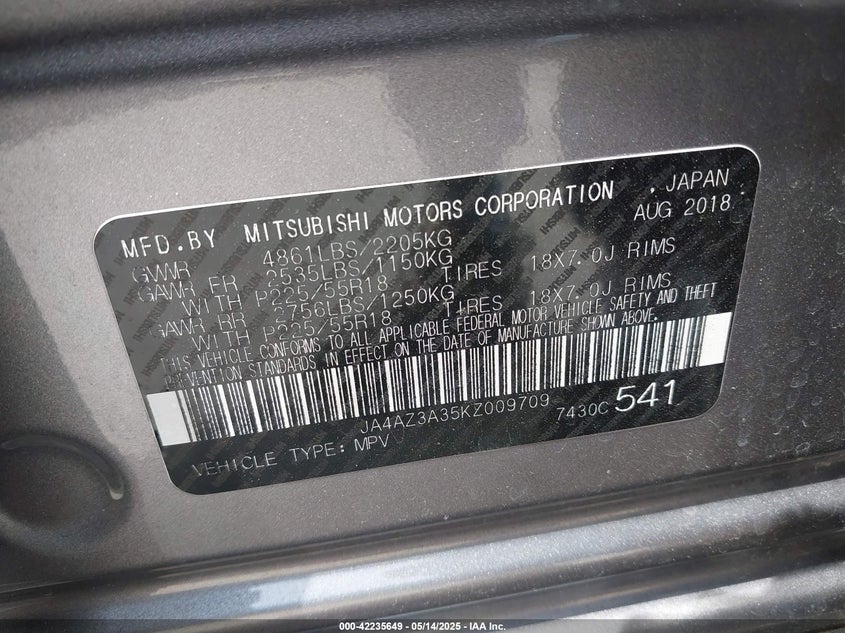 MFD.BY MITSUBISHI MOTORS CORPORATION . JAPAN
AUG 2018
GVWR 4861LBS/2205KG
GAWR FR 2535LBS/1150KG
WITH P225/55R18 TIRES 18X7.0J RIMS
GAWR RR 2756LBS/1250KG
WITH P225/55R18 TIRES 18X7.0J RIMS
THIS VEHICLE CONFORMS TO ALL APPLICABLE FEDERAL MOTOR VEHICLE SAFETY AND THEFT
PREVENTION STANDARDS IN EFFECT ON THE DATE OF MANUFACTURE SHOWN ABOVE.
JA4AZ3A35KZ009709
7430C 541
VEHICLE TYPE: MPV
000-42235649 - 05/14/2025 - IAA Inc.